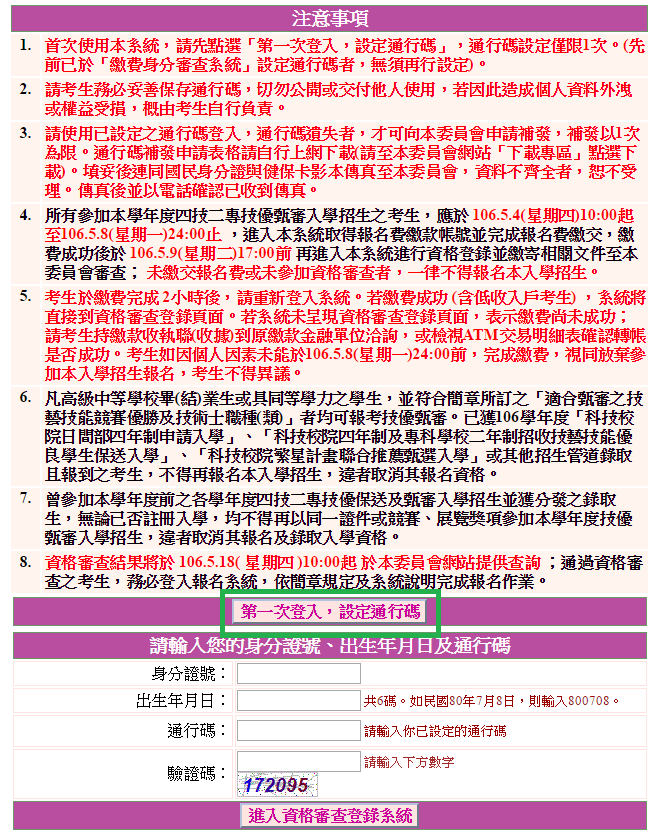 注意事項
1. 首次使用本系統，請先點選「第一次登入，設定通行碼」，通行碼設定僅限1次。(先
前已於「繳費身分審查系統」設定通行碼者，無須再行設定)。
2. 請考生務必妥善保存通行碼，切勿公開或交付他人使用，若因此造成個人資料外洩
或權益受損，概由考生自行負責。
3. 請使用已設定之通行碼登入，通行碼遺失者，才可向本委員會申請補發，補發以1次
為限。通行碼補發申請表格請自行上網下載(請至本委員會網站「下載專區」點選下
載)。填妥後連同國民身分證與健保卡影本傳真至本委員會，資料不齊全者，恕不受
理。傳真後並以電話確認已收到傳真。
4. 所有參加本學年度四技二專技優甄審入學招生之考生，應於 106.5.4(星期四)10:00起
至106.5.8(星期一)24:00止，進入本系統取得報名費繳款帳號並完成報名費繳交，繳
費成功後於 106.5.9(星期二)17:00前 再進入本系統進行資格登錄並繳寄相關文件至本
委員會審查； 未繳交報名費或未參加資格審查者，一律不得報名本入學招生。
5. 考生於繳費完成 2小時後，請重新登入系統。若繳費成功 (含低收入戶考生) ，系統將
直接到資格審查登錄頁面。若系統未呈現資格審查登錄頁面，表示繳費尚未成功；
請考生持繳款收執聯(收據)到原繳款金融單位洽詢，或檢視ATM交易明細表確認轉帳
是否成功。考生如因個人因素未能於106.5.8(星期一)24:00前，完成繳費，視同放棄參
加本入學招生報名，考生不得異議。
6. 凡高級中等學校畢(結)業生或具同等學力之學生，並符合簡章所訂之「適合甄審之技
藝技能競賽優勝及技術士職種(類)」者均可報考技優甄審。已獲106學年度「科技校
院日間部四年制申請入學」、「科技校院四年制及專科學校二年制招收技藝技能優
良學生保送入學」、「科技校院繁星計畫聯合推薦甄選入學」或其他招生管道錄取
且報到之考生，不得再報名本入學招生，違者取消其報名資格。
7. 曾參加本學年度前之各學年度四技二專技優保送及甄審入學招生並獲分發之錄取
生，無論已否註冊入學，均不得再以同一證件或競賽、展覽獎項參加本學年度技優
甄審入學招生，違者取消其報名及錄取入學資格。
8. 資格審查結果將於 106.5.18( 星期四 )10:00起 於本委員會網站提供查詢 ；通過資格審
查之考生，務必登入報名系統，依簡章規定及系統說明完成報名作業。
第一次登入，設定通行碼
請輸入您的身分證號、出生年月日及通行碼
身分證號：
出生年月日： 共6碼。如民國80年7月8日，則輸入800708。
通行碼： 請輸入你已設定的通行碼
驗證碼： 請輸入下方數字
172095
進入資格審查登錄系統